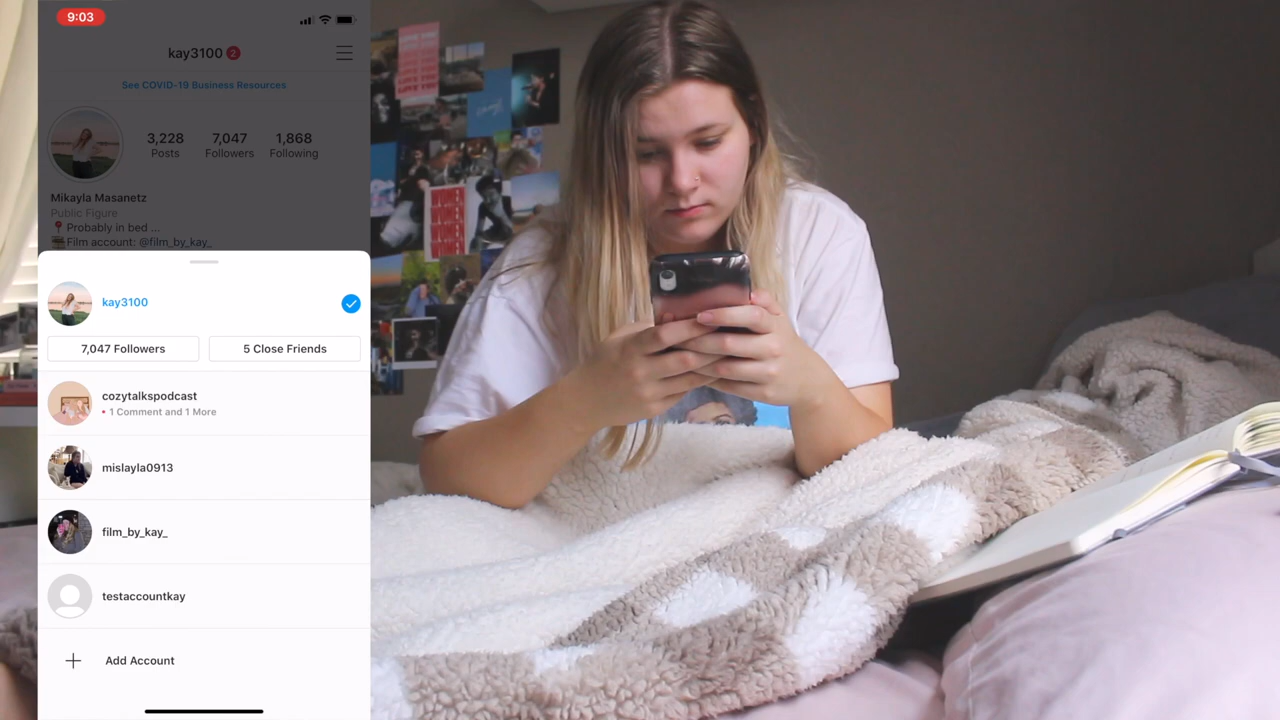 9:03
kay3100 2
See COVID-19 Business Resources
3,228 7,047 1,868
Posts Followers Following
Mikayla Masanetz
Public Figure
📍 Probably in bed ...
Film account: @film_by_kay_
kay3100
7,047 Followers 5 Close Friends
cozytalkspodcast
• 1 Comment and 1 More
mislayla0913
film_by_kay_
testaccountkay
Add Account
LOVE YOU